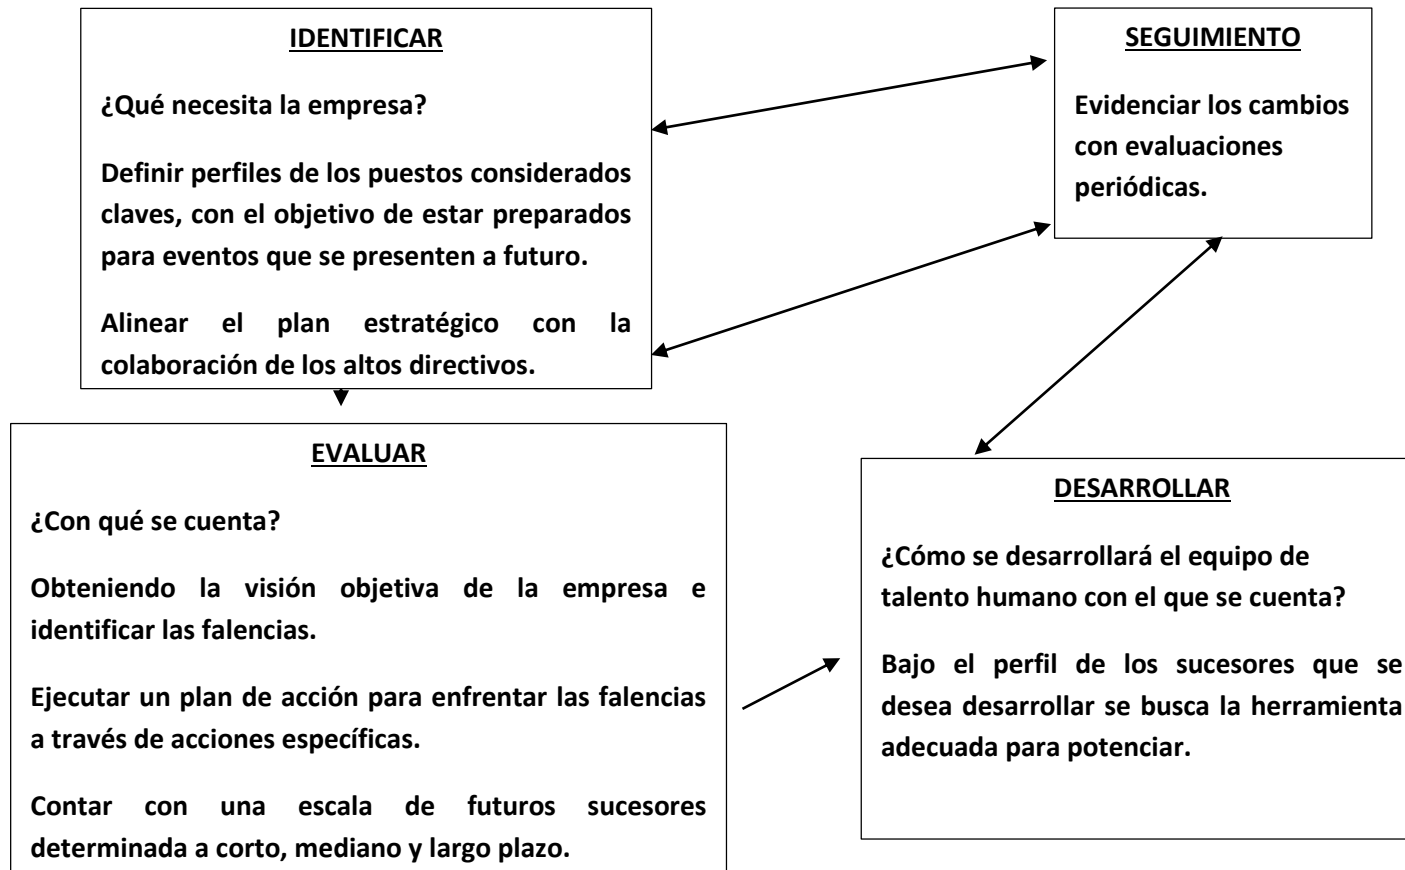 IDENTIFICAR
¿Qué necesita la empresa?
Definir perfiles de los puestos considerados
claves, con el objetivo de estar preparados
para eventos que se presenten a futuro.
Alinear el plan estratégico con la
colaboración de los altos directivos.
SEGUIMIENTO
Evidenciar los cambios
con evaluaciones
periódicas.
EVALUAR
¿Con qué se cuenta?
Obteniendo la visión objetiva de la empresa e
identificar las falencias.
Ejecutar un plan de acción para enfrentar las falencias
a través de acciones específicas.
Contar con una escala de futuros sucesores
determinada a corto, mediano y largo plazo.
DESARROLLAR
¿Cómo se desarrollará el equipo de
talento humano con el que se cuenta?
Bajo el perfil de los sucesores que se
desea desarrollar se busca la herramienta
adecuada para potenciar.